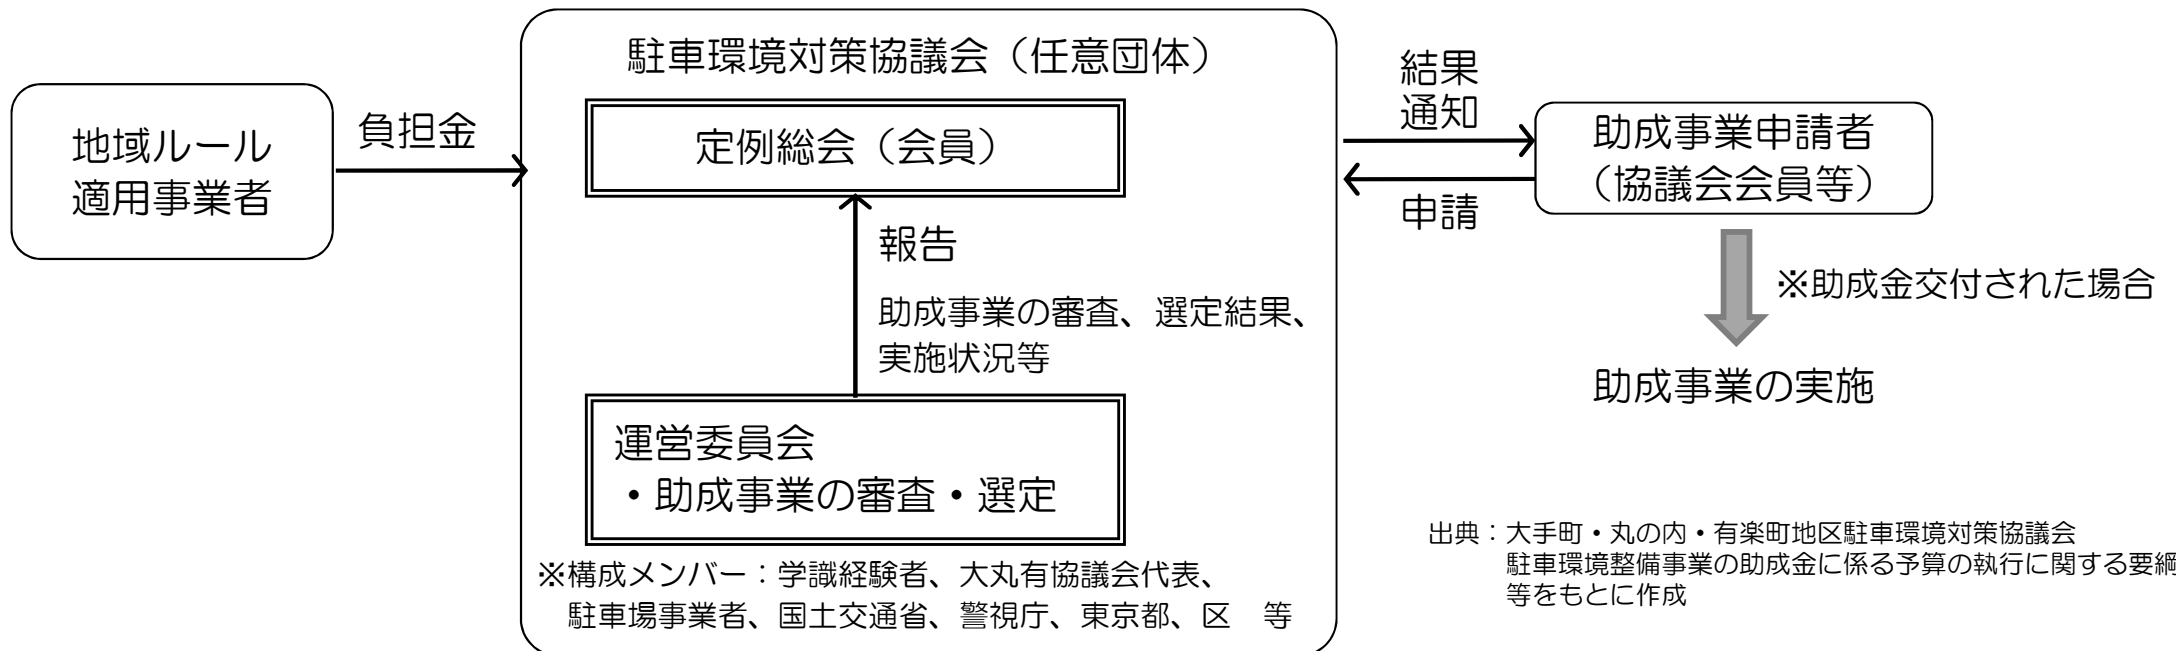 地域ルール
適用事業者
負担金
駐車環境対策協議会（任意団体）
定例総会（会員）
報告
助成事業の審査、選定結果、
実施状況等
運営委員会
・助成事業の審査・選定
※構成メンバー：学識経験者、大丸有協議会代表、
駐車場事業者、国土交通省、警視庁、東京都、区　等
結果
通知
申請
助成事業申請者
（協議会会員等）
※助成金交付された場合
助成事業の実施
出典：大手町・丸の内・有楽町地区駐車環境対策協議会
駐車環境整備事業の助成金に係る予算の執行に関する要綱
等をもとに作成